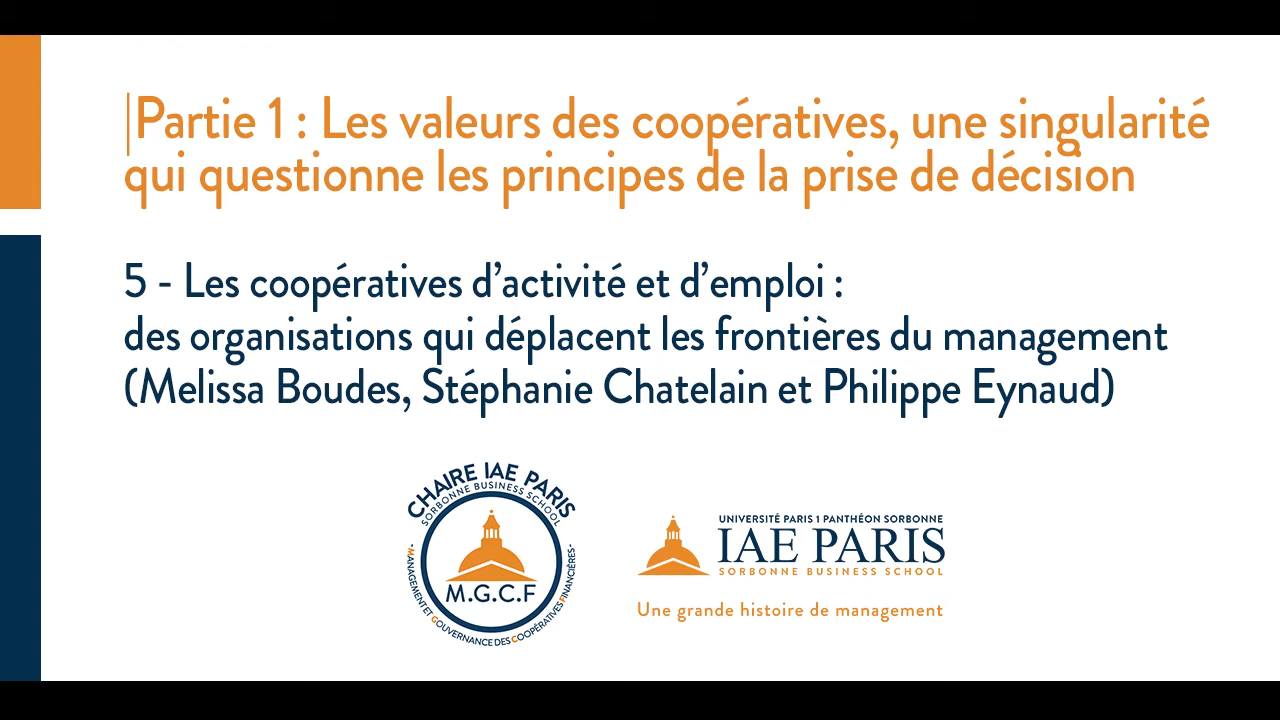 Partie 1 : Les valeurs des coopératives, une singularité
qui questionne les principes de la prise de décision
5 - Les coopératives d’activité et d’emploi :
des organisations qui déplacent les frontières du management
(Melissa Boudes, Stéphanie Chatelain et Philippe Eynaud)
CHAIRE IAE PARIS
SORBONNE BUSINESS SCHOOL
M.G.C.F
-MANAGEMENT ET GOUVERNANCE DES COOPÉRATIVES FINANCIÈRES-
UNIVERSITÉ PARIS 1 PANTHÉON SORBONNE
IAE PARIS
SORBONNE BUSINESS SCHOOL
Une grande histoire de management